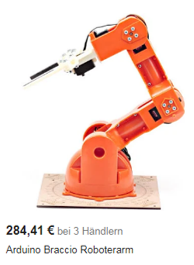 284,41 € bei 3 Händlern
Arduino Braccio Roboterarm